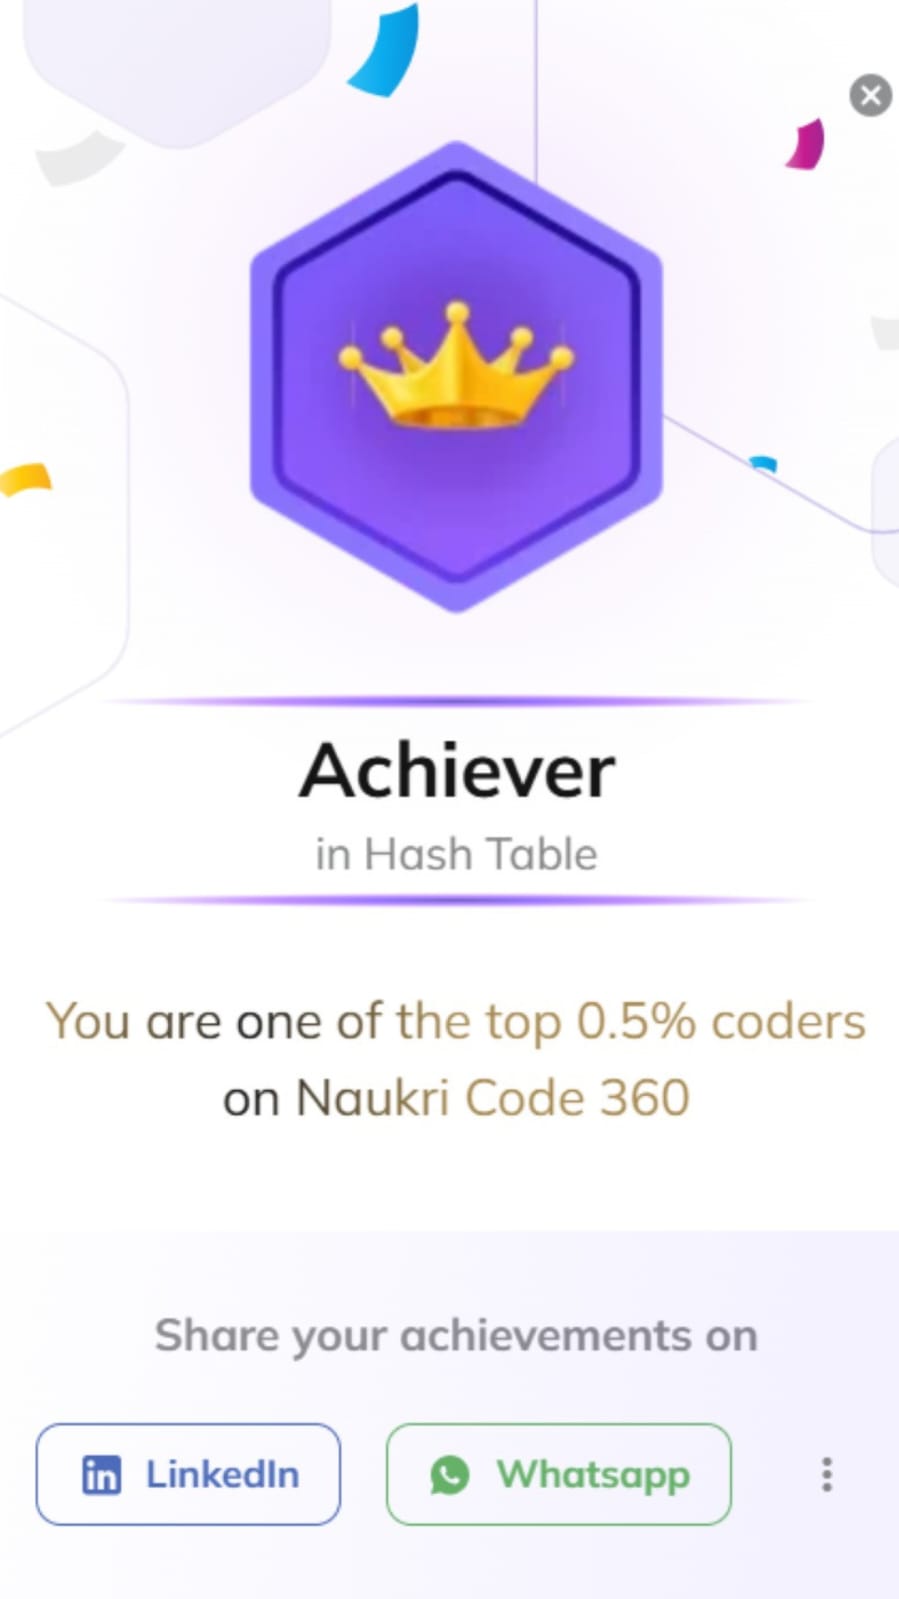 Achiever
in Hash Table
You are one of the top 0.5% coders
on Naukri Code 360
Share your achievements on
in LinkedIn
Whatsapp